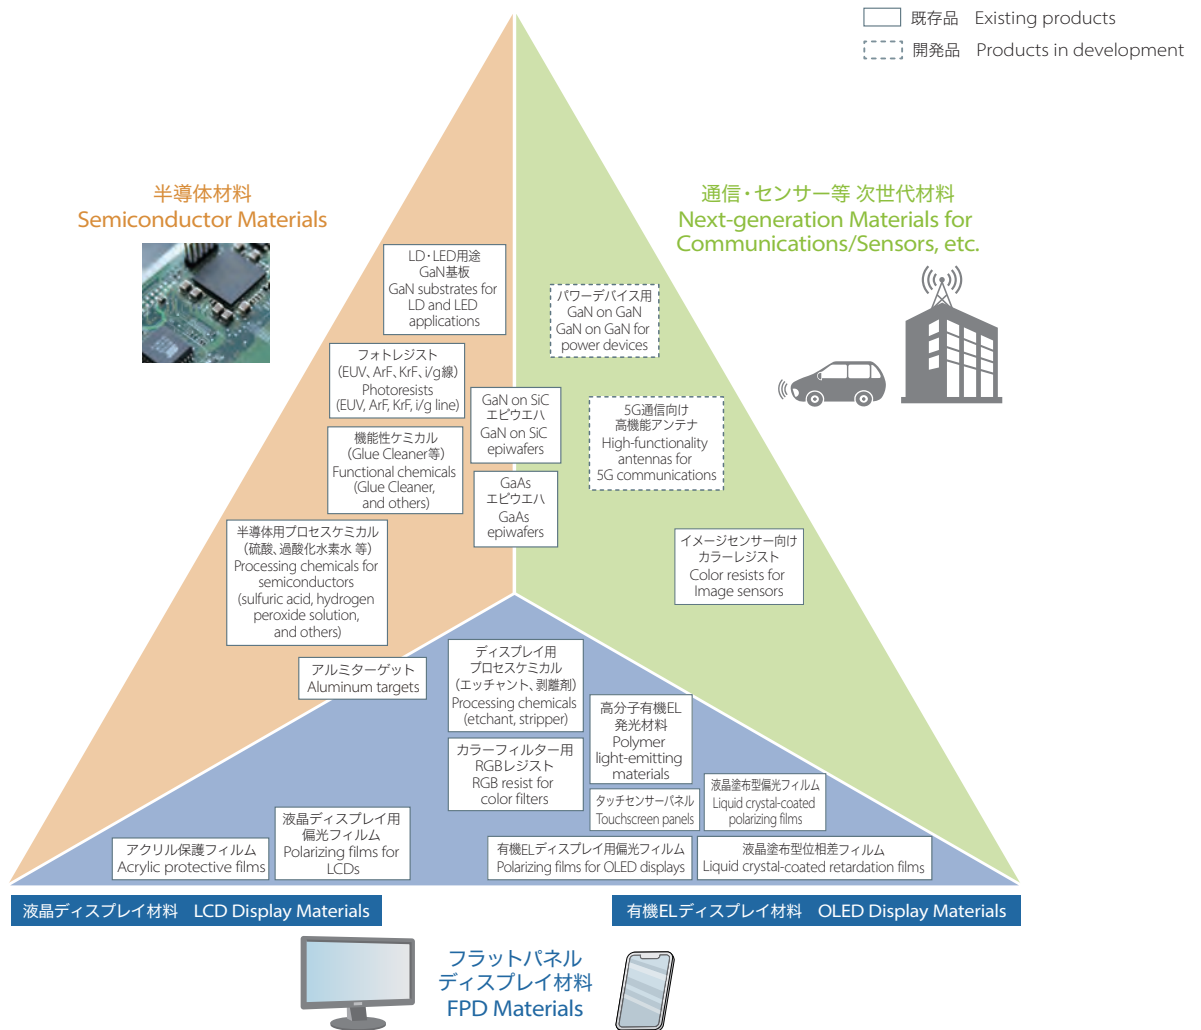 既存品 Existing products
開発品 Products in development
半導体材料
Semiconductor Materials
通信・センサー等 次世代材料
Next-generation Materials for
Communications/Sensors, etc.
LD・LED用途
GaN基板
GaN substrates for
LD and LED
applications
パワーデバイス用
GaN on GaN
GaN on GaN for
power devices
フォトレジスト
(EUV、ArF、KrF、i/g線)
Photoresists
(EUV, ArF, KrF, i/g line)
GaN on SiC
エピウエハ
GaN on SiC
epiwafers
5G通信向け
高機能アンテナ
High-functionality
antennas for
5G communications
機能性ケミカル
(Glue Cleaner等)
Functional chemicals
(Glue Cleaner,
and others)
GaAs
エピウエハ
GaAs
epiwafers
半導体用プロセスケミカル
(硫酸、過酸化水素水 等)
Processing chemicals for
semiconductors
(sulfuric acid, hydrogen
peroxide solution,
and others)
イメージセンサー向け
カラーレジスト
Color resists for
Image sensors
アルミターゲット
Aluminum targets
ディスプレイ用
プロセスケミカル
(エッチャント、剥離剤)
Processing chemicals
(etchant, stripper)
高分子有機EL
発光材料
Polymer
light-emitting
materials
カラーフィルター用
RGBレジスト
RGB resist for
color filters
タッチセンサーパネル
Touchscreen panels
液晶塗布型偏光フィルム
Liquid crystal-coated
polarizing films
液晶ディスプレイ用
偏光フィルム
Polarizing films for
LCDs
アクリル保護フィルム
Acrylic protective films
有機ELディスプレイ用偏光フィルム
Polarizing films for OLED displays
液晶塗布型位相差フィルム
Liquid crystal-coated retardation films
液晶ディスプレイ材料 LCD Display Materials
有機ELディスプレイ材料 OLED Display Materials
フラットパネル
ディスプレイ材料
FPD Materials